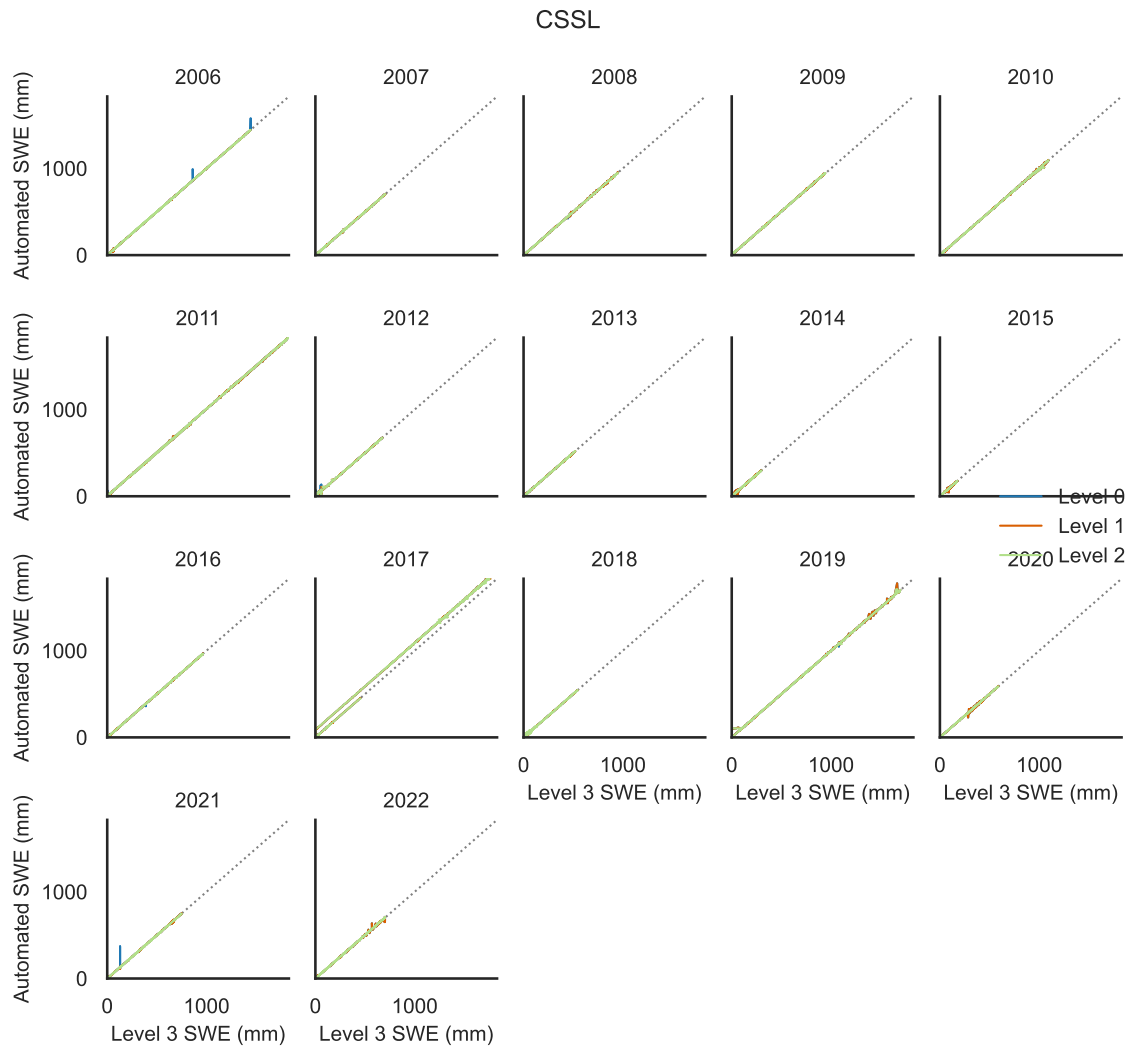 CSSL
2006 2007 2008 2009 2010
Automated SWE (mm)
1000
0
2011 2012 2013 2014 2015
Automated SWE (mm)
1000
0
Level 0
Level 1
Level 2
2016 2017 2018 2019 2020
Automated SWE (mm)
1000
0
0 1000 0 1000 0 1000
Level 3 SWE (mm) Level 3 SWE (mm) Level 3 SWE (mm)
2021 2022
Automated SWE (mm)
1000
0
0 1000 0 1000
Level 3 SWE (mm) Level 3 SWE (mm)